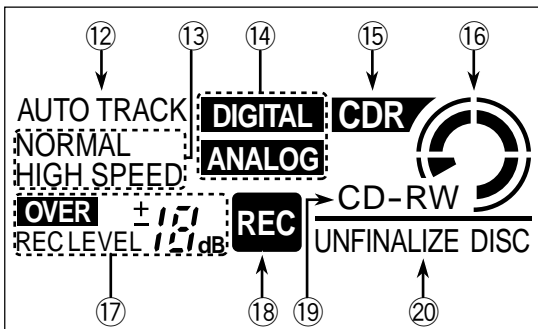 ⑫ ⑬ ⑭ ⑮ ⑯
AUTO TRACK DIGITAL CDR
NORMAL
HIGH SPEED ANALOG
CD-RW
OVER ±18 dB REC
REC LEVEL UNFINALIZE DISC
⑰ ⑱ ⑲ ⑳